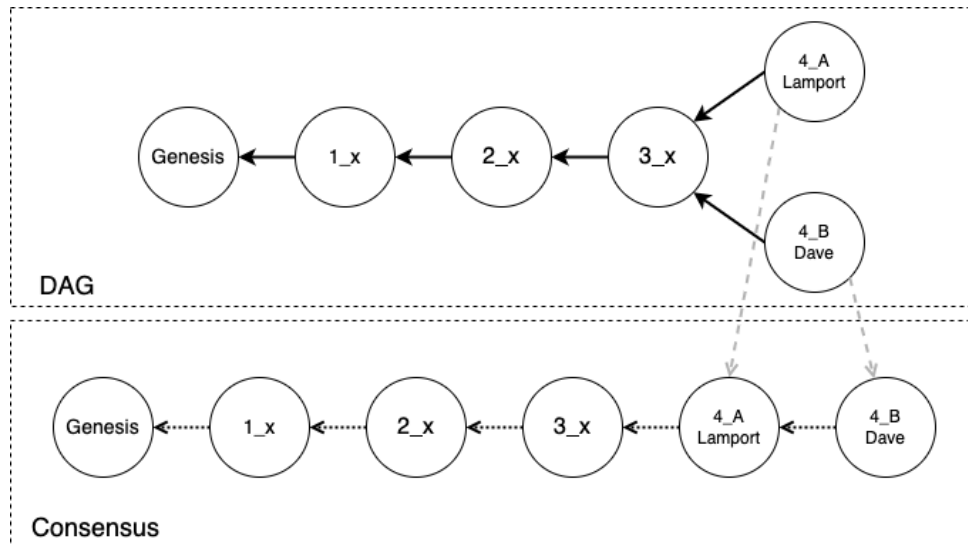 4_A
Lamport
Genesis
1_x
2_x
3_x
4_B
Dave
DAG
Genesis
1_x
2_x
3_x
4_A
Lamport
4_B
Dave
Consensus